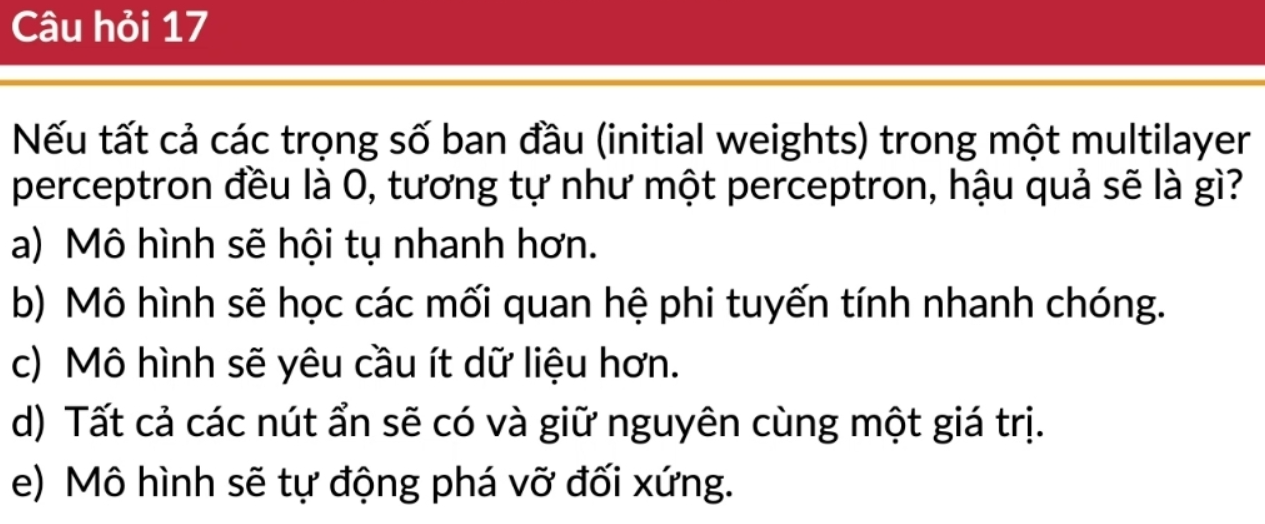 Câu hỏi 17
Nếu tất cả các trọng số ban đầu (initial weights) trong một multilayer
perceptron đều là 0, tương tự như một perceptron, hậu quả sẽ là gì?
a) Mô hình sẽ hội tụ nhanh hơn.
b) Mô hình sẽ học các mối quan hệ phi tuyến tính nhanh chóng.
c) Mô hình sẽ yêu cầu ít dữ liệu hơn.
d) Tất cả các nút ẩn sẽ có và giữ nguyên cùng một giá trị.
e) Mô hình sẽ tự động phá vỡ đối xứng.